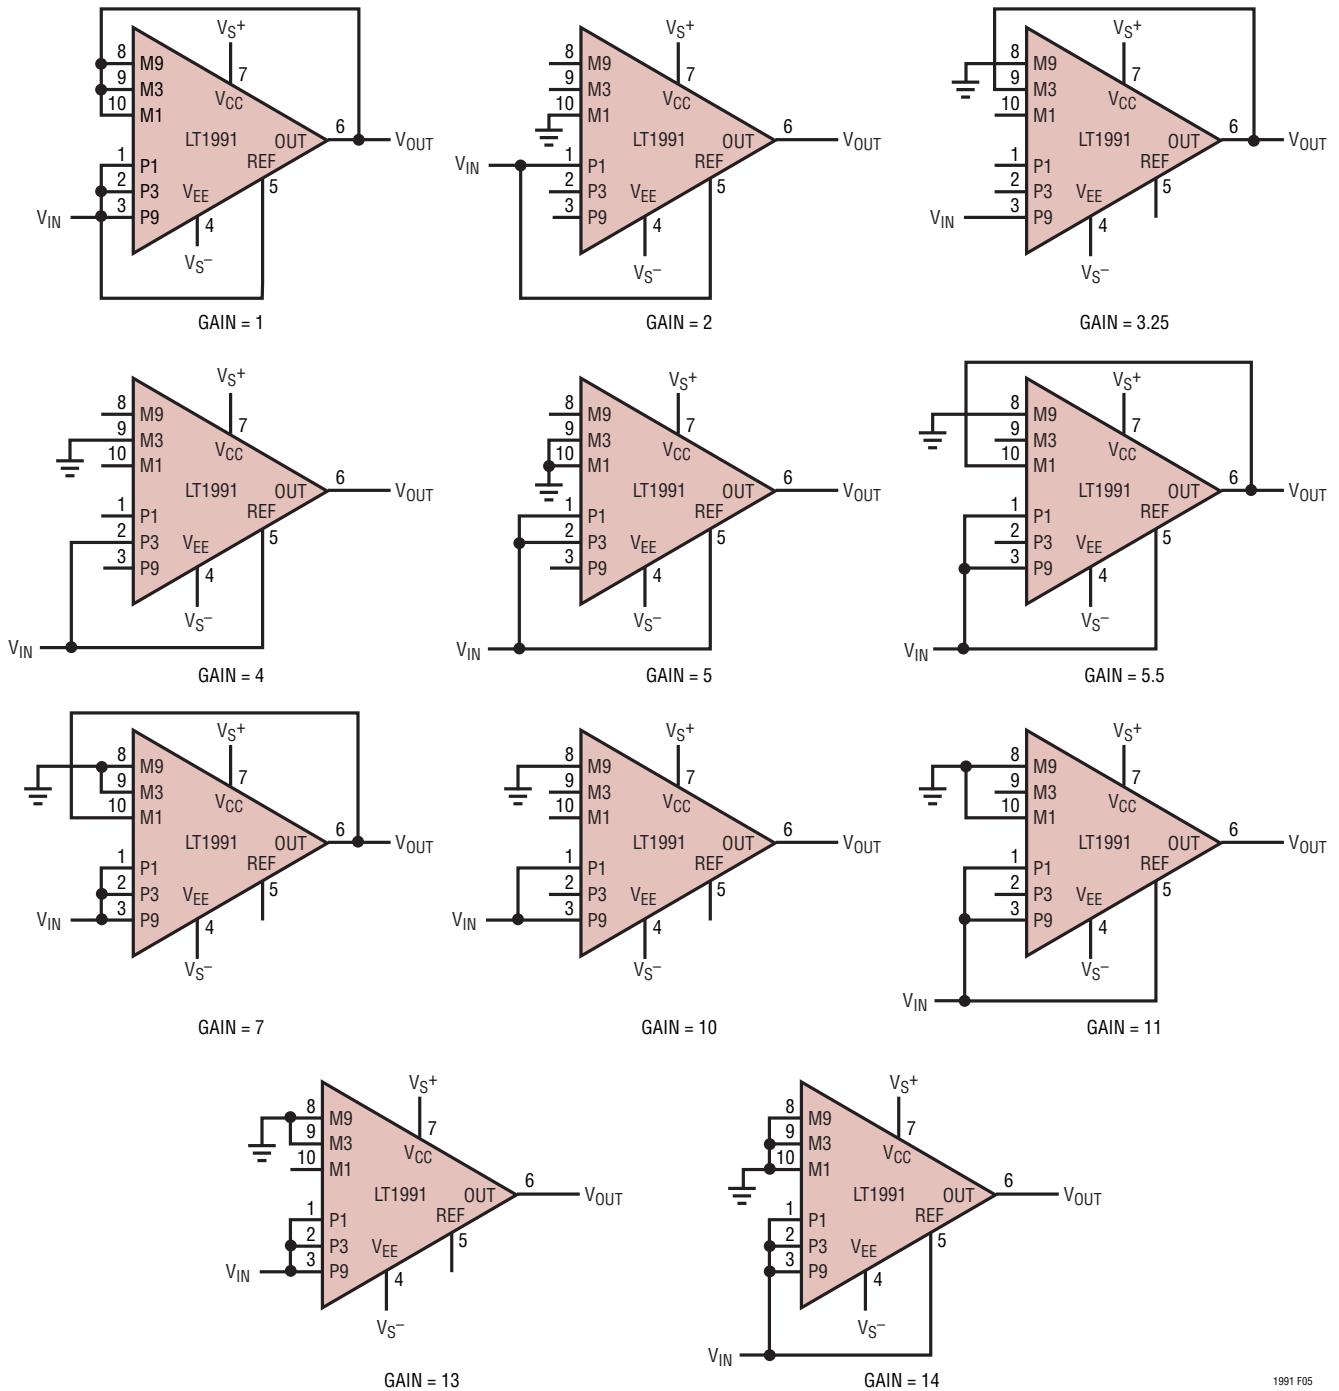 VS+
8 M9
7
9 M3
10 M1
VCC
LT1991 OUT 6 VOUT
REF
1 P1
5
2 P3
VEE
VIN 3 P9
4
VS–
GAIN = 1
VS+
8 M9
7
9 M3
10 M1
VCC
LT1991 OUT 6 VOUT
REF
VIN 1 P1
5
2 P3
VEE
3 P9
4
VS–
GAIN = 2
VS+
8 M9
7
9 M3
10 M1
VCC
LT1991 OUT 6 VOUT
REF
1 P1
5
2 P3
VEE
VIN 3 P9
4
VS–
GAIN = 3.25
VS+
8 M9
7
9 M3
10 M1
VCC
LT1991 OUT 6 VOUT
REF
1 P1
5
2 P3
VEE
3 P9
4
VS–
VIN
GAIN = 4
VS+
8 M9
7
9 M3
10 M1
VCC
LT1991 OUT 6 VOUT
REF
1 P1
5
2 P3
VEE
3 P9
4
VS–
VIN
GAIN = 5
VS+
8 M9
7
9 M3
10 M1
VCC
LT1991 OUT 6 VOUT
REF
1 P1
5
2 P3
VEE
3 P9
4
VS–
VIN
GAIN = 5.5
VS+
8 M9
7
9 M3
10 M1
VCC
LT1991 OUT 6 VOUT
REF
1 P1
5
2 P3
VEE
VIN 3 P9
4
VS–
GAIN = 7
VS+
8 M9
7
9 M3
10 M1
VCC
LT1991 OUT 6 VOUT
REF
1 P1
5
2 P3
VEE
VIN 3 P9
4
VS–
GAIN = 10
VS+
8 M9
7
9 M3
10 M1
VCC
LT1991 OUT 6 VOUT
REF
1 P1
5
2 P3
VEE
3 P9
4
VS–
VIN
GAIN = 11
VS+
8 M9
7
9 M3
10 M1
VCC
LT1991 OUT 6 VOUT
REF
1 P1
5
2 P3
VEE
VIN 3 P9
4
VS–
GAIN = 13
VS+
8 M9
7
9 M3
10 M1
VCC
LT1991 OUT 6 VOUT
REF
1 P1
5
2 P3
VEE
3 P9
4
VS–
VIN
GAIN = 14
1991 F05